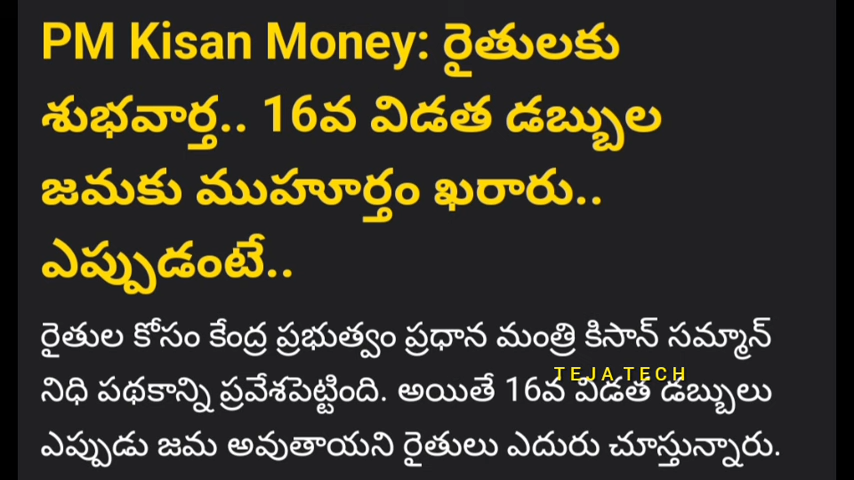 PM Kisan Money: రైతులకు
శుభవార్త.. 16వ విడత డబ్బుల
జమకు ముహూర్తం ఖరారు..
ఎప్పుడంటే..
రైతుల కోసం కేంద్ర ప్రభుత్వం ప్రధాన మంత్రి కిసాన్ సమ్మాన్
TEJA TECH
నిధి పథకాన్ని ప్రవేశపెట్టింది. అయితే 16వ విడత డబ్బులు
ఎప్పుడు జమ అవుతాయని రైతులు ఎదురు చూస్తున్నారు.